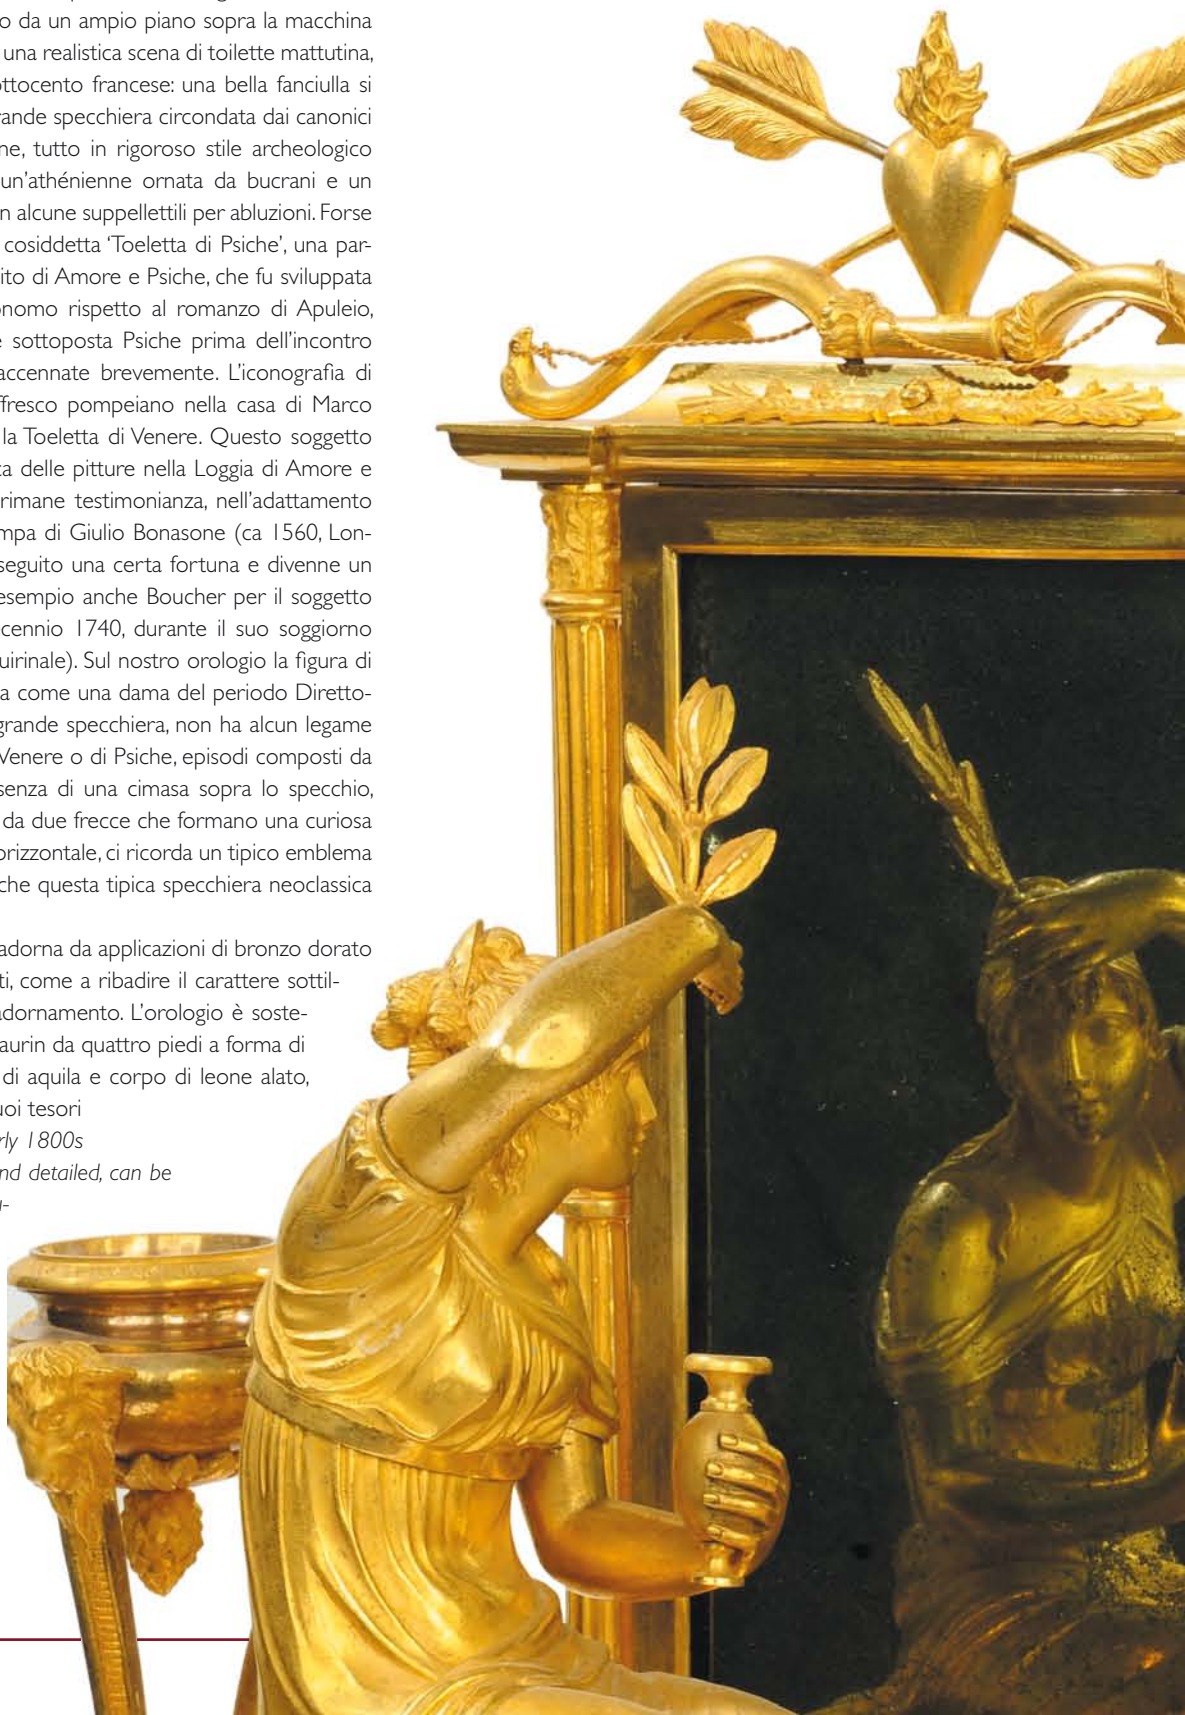 o da un ampio piano sopra la macchina
una realistica scena di toilette mattutina,
ottocento francese: una bella fanciulla si
rande specchiera circondata dai canonici
ne, tutto in rigoroso stile archeologico
un'athénienne ornata da bucrani e un
n alcune suppellettili per abluzioni. Forse
cosiddetta ‘Toeletta di Psiche’, una par-
ito di Amore e Psiche, che fu sviluppata
onomo rispetto al romanzo di Apuleio,
e sottoposta Psiche prima dell'incontro
accennate brevemente. L'iconografia di
ffresco pompeiano nella casa di Marco
la Toeletta di Venere. Questo soggetto
ca delle pitture nella Loggia di Amore e
rimane testimonianza, nell'adattamento
mpa di Giulio Bonasone (ca 1560, Lon-
seguito una certa fortuna e divenne un
esempio anche Boucher per il soggetto
ecennio 1740, durante il suo soggiorno
uirinale). Sul nostro orologio la figura di
a come una dama del periodo Diretto-
grande specchiera, non ha alcun legame
Venere o di Psiche, episodi composti da
senza di una cimasa sopra lo specchio,
da due frecce che formano una curiosa
orizzontale, ci ricorda un tipico emblema
che questa tipica specchiera neoclassica
adorna da applicazioni di bronzo dorato
ti, come a ribadire il carattere sottil-
adornamento. L'orologio è soste-
aurin da quattro piedi a forma di
di aquila e corpo di leone alato,
uoi tesori
rly 1800s
nd detailed, can be